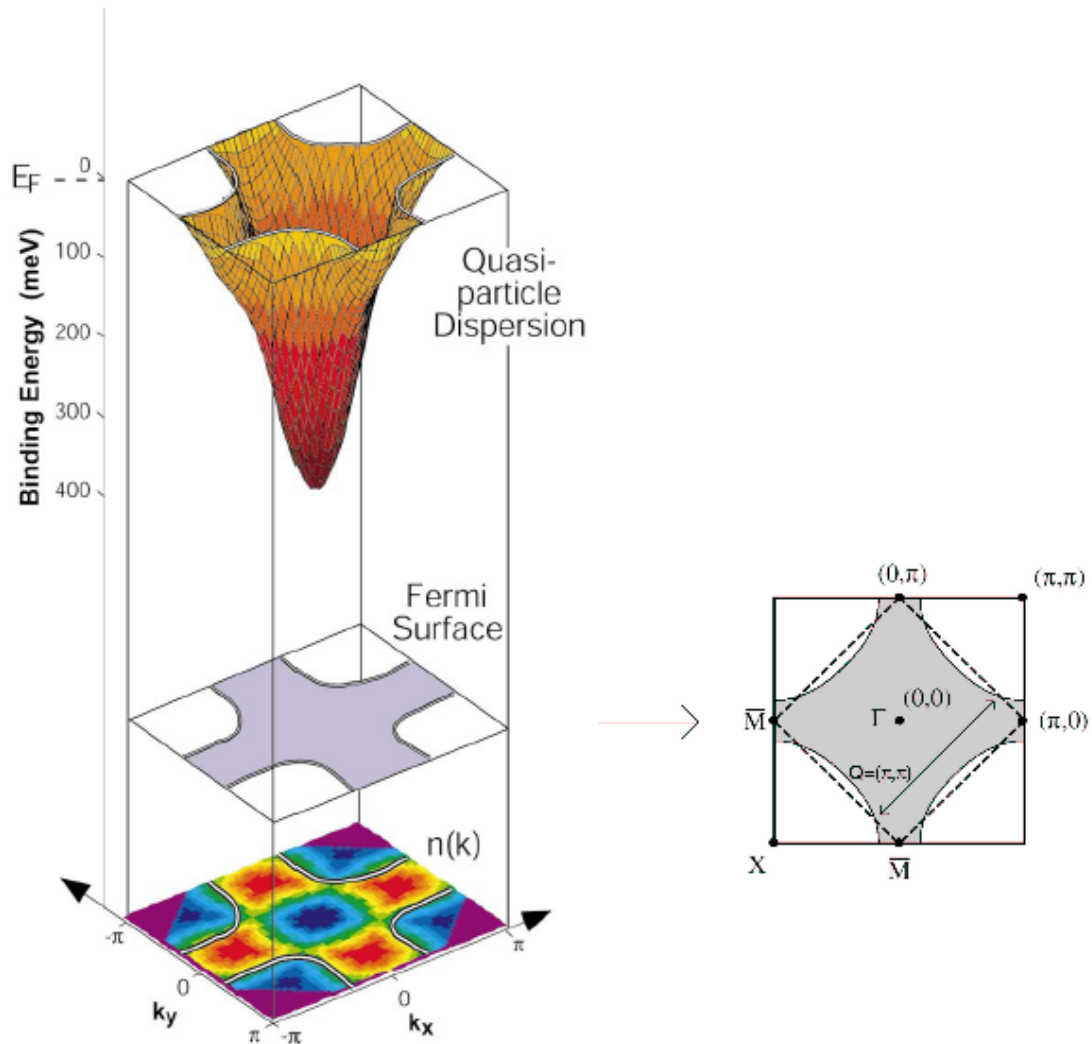 E_F
0
100
200
300
400
Binding Energy (meV)
Quasi-
particle
Dispersion
Fermi
Surface
n(k)
-π
0
π
k_y
-π
0
π
k_x
(0,π)
(π,π)
M̅
Γ
(0,0)
(π,0)
Q=(π,π)
X
M̅